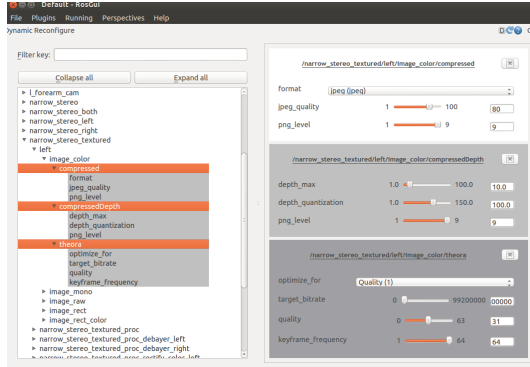 Default - RosGui
File Plugins Running Perspectives Help
Dynamic Reconfigure
D
Filter key:
Collapse all
Expand all
l_forearm_cam
narrow_stereo
narrow_stereo_both
narrow_stereo_left
narrow_stereo_right
narrow_stereo_textured
left
image_color
compressed
format
jpeg_quality
png_level
compressedDepth
depth_max
depth_quantization
png_level
theora
optimize_for
target_bitrate
quality
keyframe_frequency
image_mono
image_raw
image_rect
image_rect_color
narrow_stereo_textured_proc
narrow_stereo_textured_proc_debayer_left
narrow_stereo_textured_proc_debayer_right
/narrow_stereo_textured/left/image_color/compressed
format jpeg (jpeg)
jpeg_quality 1 100 80
png_level 1 9 9
/narrow_stereo_textured/left/image_color/compressedDepth
depth_max 1.0 100.0 10.0
depth_quantization 1.0 150.0 100.0
png_level 1 9 9
/narrow_stereo_textured/left/image_color/theora
optimize_for Quality (1)
target_bitrate 0 99200000 00000
quality 0 63 31
keyframe_frequency 1 64 64